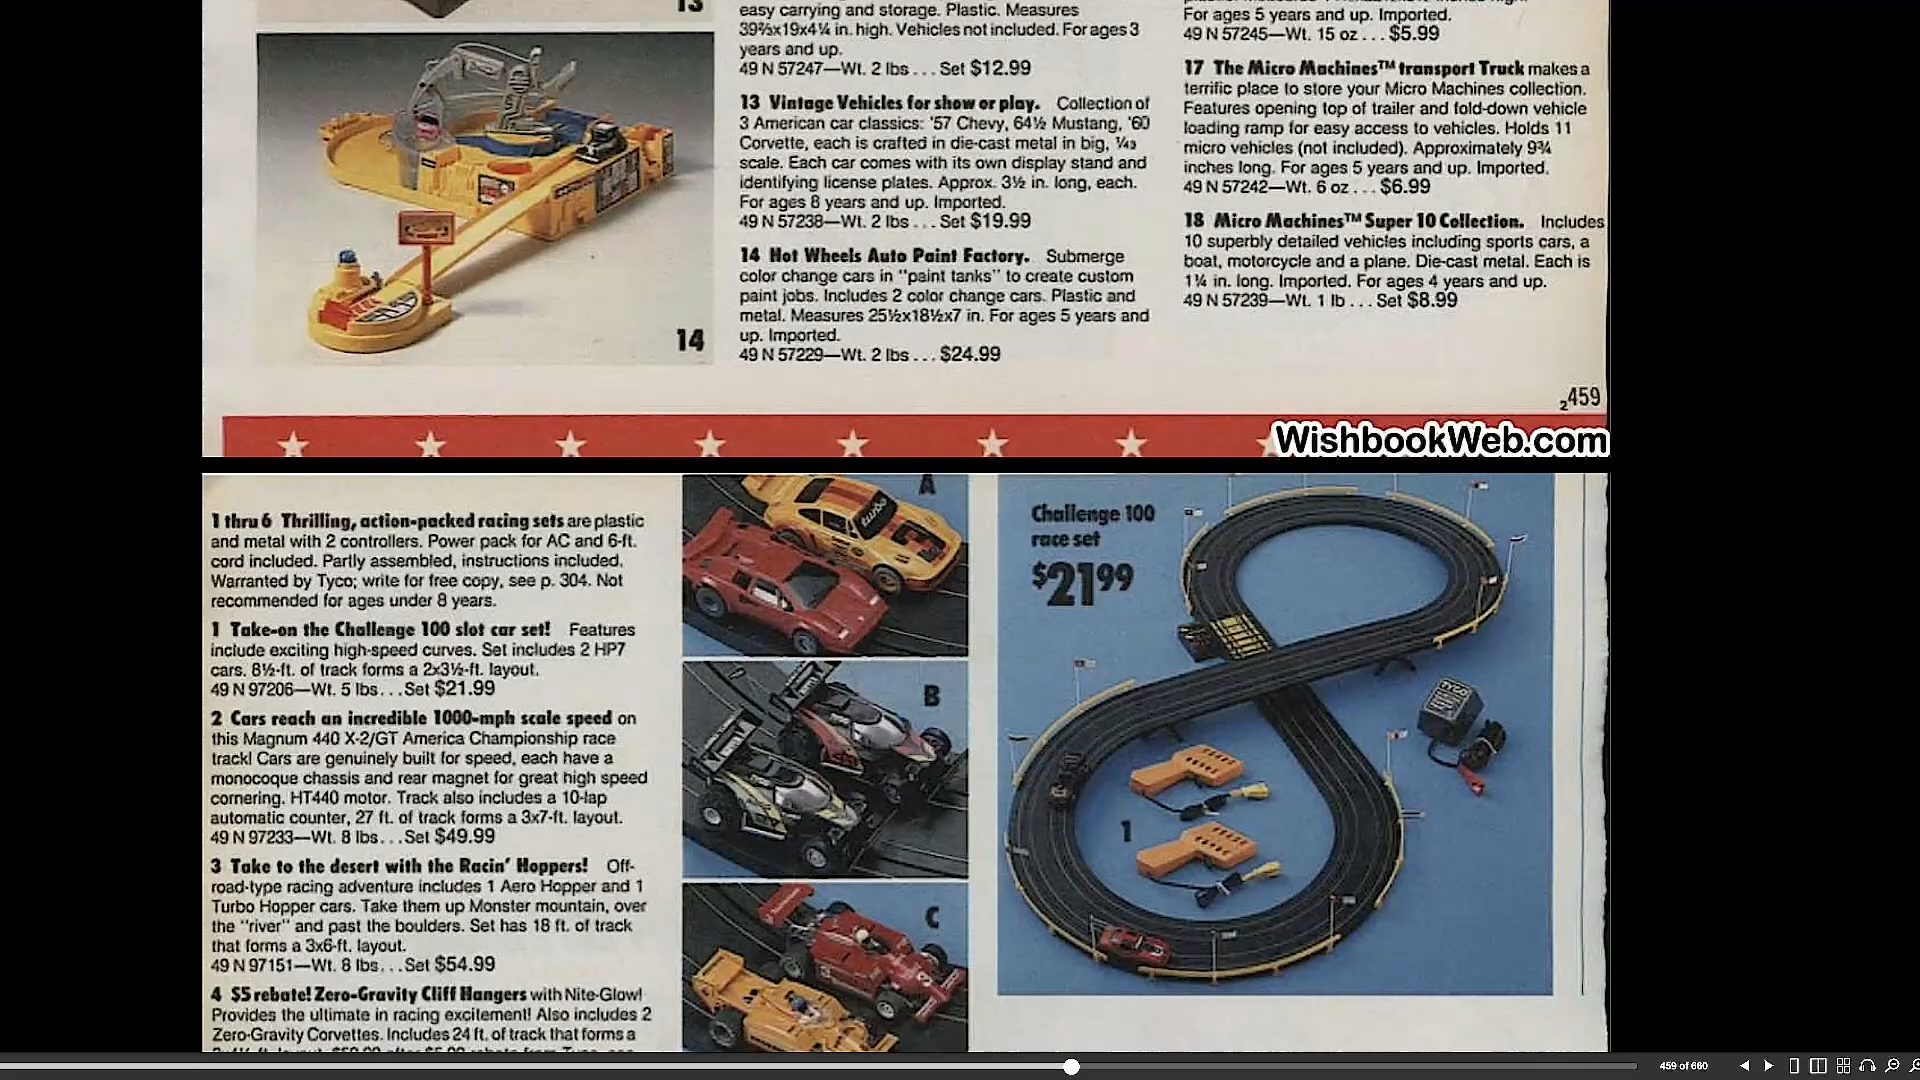 13
easy carrying and storage. Plastic. Measures
39⅔x19x4¼ in. high. Vehicles not included. For ages 3
years and up.
49 N 57247—Wt. 2 lbs . . . Set $12.99
13 Vintage Vehicles for show or play. Collection of
3 American car classics: '57 Chevy, 64½ Mustang, '60
Corvette, each is crafted in die-cast metal in big, 1/43
scale. Each car comes with its own display stand and
identifying license plates. Approx. 3½ in. long, each.
For ages 8 years and up. Imported.
49 N 57238—Wt. 2 lbs . . . Set $19.99
14 Hot Wheels Auto Paint Factory. Submerge
color change cars in "paint tanks" to create custom
paint jobs. Includes 2 color change cars. Plastic and
metal. Measures 25½x18½x7 in. For ages 5 years and
up. Imported.
49 N 57229—Wt. 2 lbs . . . $24.99
14
For ages 5 years and up. Imported.
49 N 57245—Wt. 15 oz . . . $5.99
17 The Micro Machines™ transport Truck makes a
terrific place to store your Micro Machines collection.
Features opening top of trailer and fold-down vehicle
loading ramp for easy access to vehicles. Holds 11
micro vehicles (not included). Approximately 9¾
inches long. For ages 5 years and up. Imported.
49 N 57242—Wt. 6 oz . . . $6.99
18 Micro Machines™ Super 10 Collection. Includes
10 superbly detailed vehicles including sports cars, a
boat, motorcycle and a plane. Die-cast metal. Each is
1¼ in. long. Imported. For ages 4 years and up.
49 N 57239—Wt. 1 lb . . . Set $8.99
2459
WishbookWeb.com
1 thru 6 Thrilling, action-packed racing sets are plastic
and metal with 2 controllers. Power pack for AC and 6-ft.
cord included. Partly assembled, instructions included.
Warranted by Tyco; write for free copy, see p. 304. Not
recommended for ages under 8 years.
1 Take-on the Challenge 100 slot car set! Features
include exciting high-speed curves. Set includes 2 HP7
cars. 8½-ft. of track forms a 2x3½-ft. layout.
49 N 97206—Wt. 5 lbs. . .Set $21.99
2 Cars reach an incredible 1000-mph scale speed on
this Magnum 440 X-2/GT America Championship race
track! Cars are genuinely built for speed, each have a
monocoque chassis and rear magnet for great high speed
cornering. HT440 motor. Track also includes a 10-lap
automatic counter, 27 ft. of track forms a 3x7-ft. layout.
49 N 97233—Wt. 8 lbs. . .Set $49.99
3 Take to the desert with the Racin' Hoppers! Off-
road-type racing adventure includes 1 Aero Hopper and 1
Turbo Hopper cars. Take them up Monster mountain, over
the "river" and past the boulders. Set has 18 ft. of track
that forms a 3x6-ft. layout.
49 N 97151—Wt. 8 lbs. . .Set $54.99
4 $5 rebate! Zero-Gravity Cliff Hangers with Nite-Glow!
Provides the ultimate in racing excitement! Also includes 2
Zero-Gravity Corvettes. Includes 24 ft. of track that forms a
A
turbo
B
C
Challenge 100
race set
$21.99
TYCO
1
459 of 660